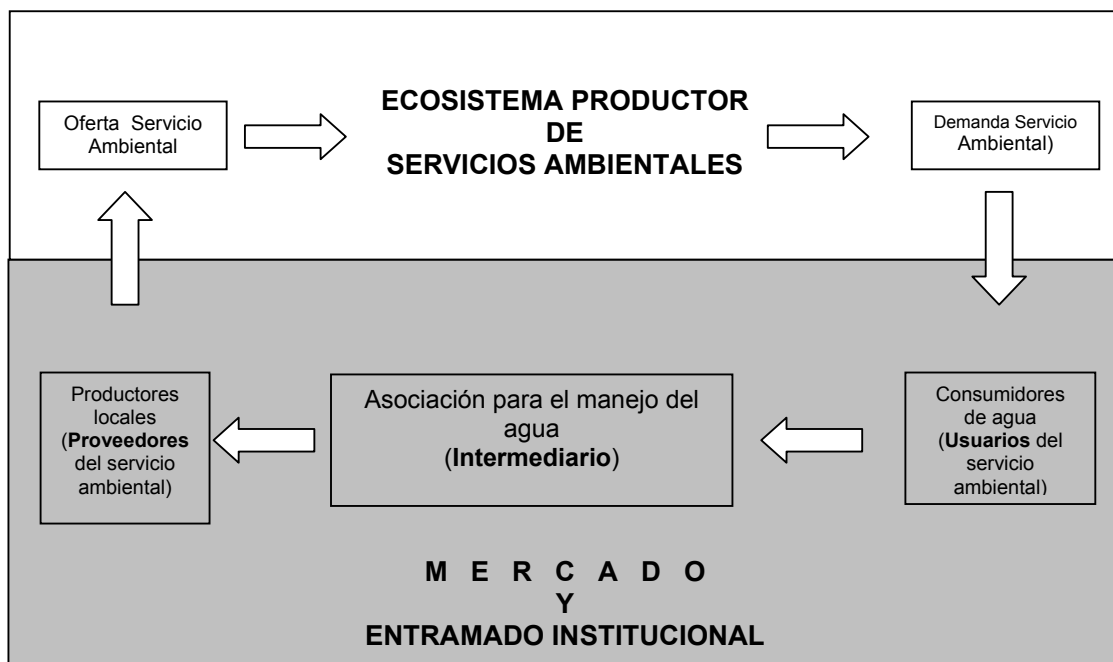 Oferta Servicio
Ambiental
ECOSISTEMA PRODUCTOR
DE
SERVICIOS AMBIENTALES
Demanda Servicio
Ambiental)
Productores
locales
(Proveedores
del servicio
ambiental)
Asociación para el manejo del
agua
(Intermediario)
Consumidores
de agua
(Usuarios del
servicio
ambiental)
M E R C A D O
Y
ENTRAMADO INSTITUCIONAL